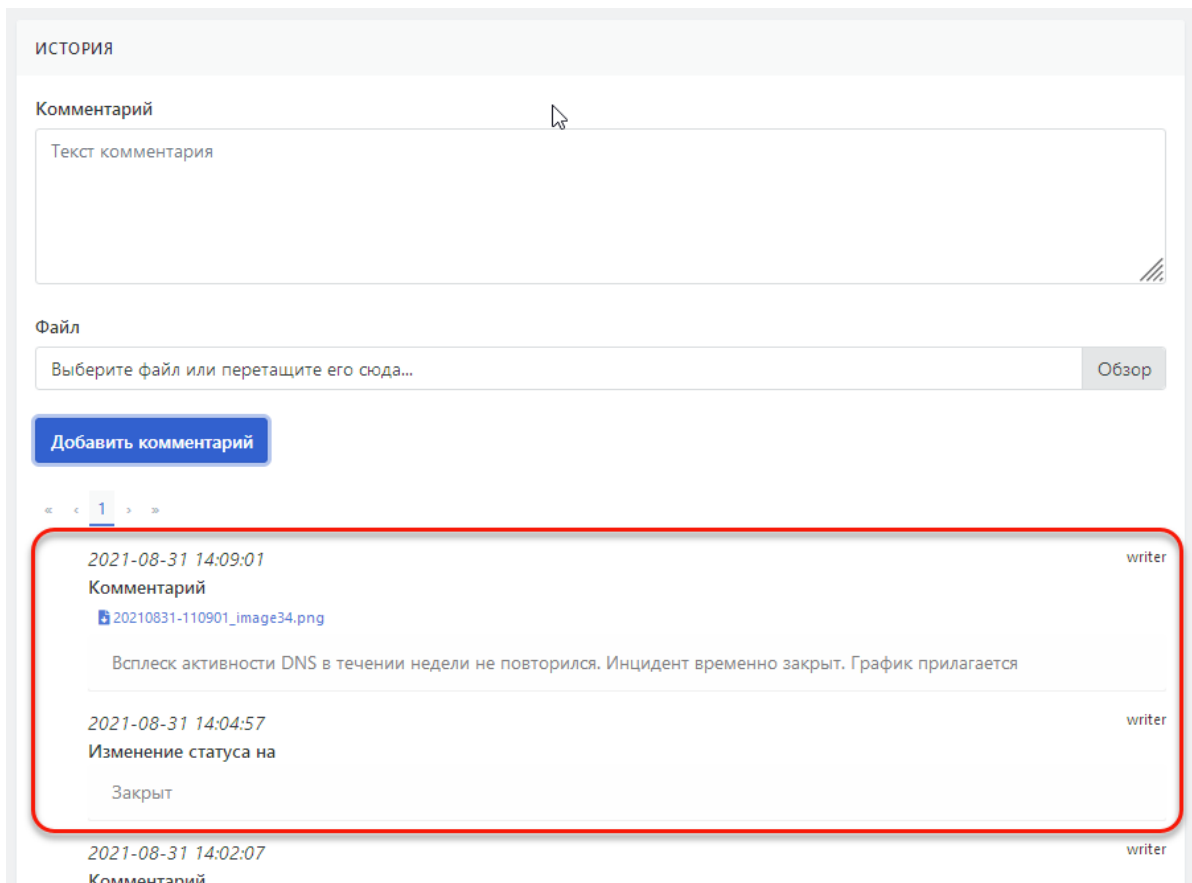 ИСТОРИЯ
Комментарий
Текст комментария
Файл
Выберите файл или перетащите его сюда... Обзор
Добавить комментарий
« ‹ 1 › »
2021-08-31 14:09:01 writer
Комментарий
20210831-110901_image34.png
Всплеск активности DNS в течении недели не повторился. Инцидент временно закрыт. График прилагается
2021-08-31 14:04:57 writer
Изменение статуса на
Закрыт
2021-08-31 14:02:07 writer
Комментарий